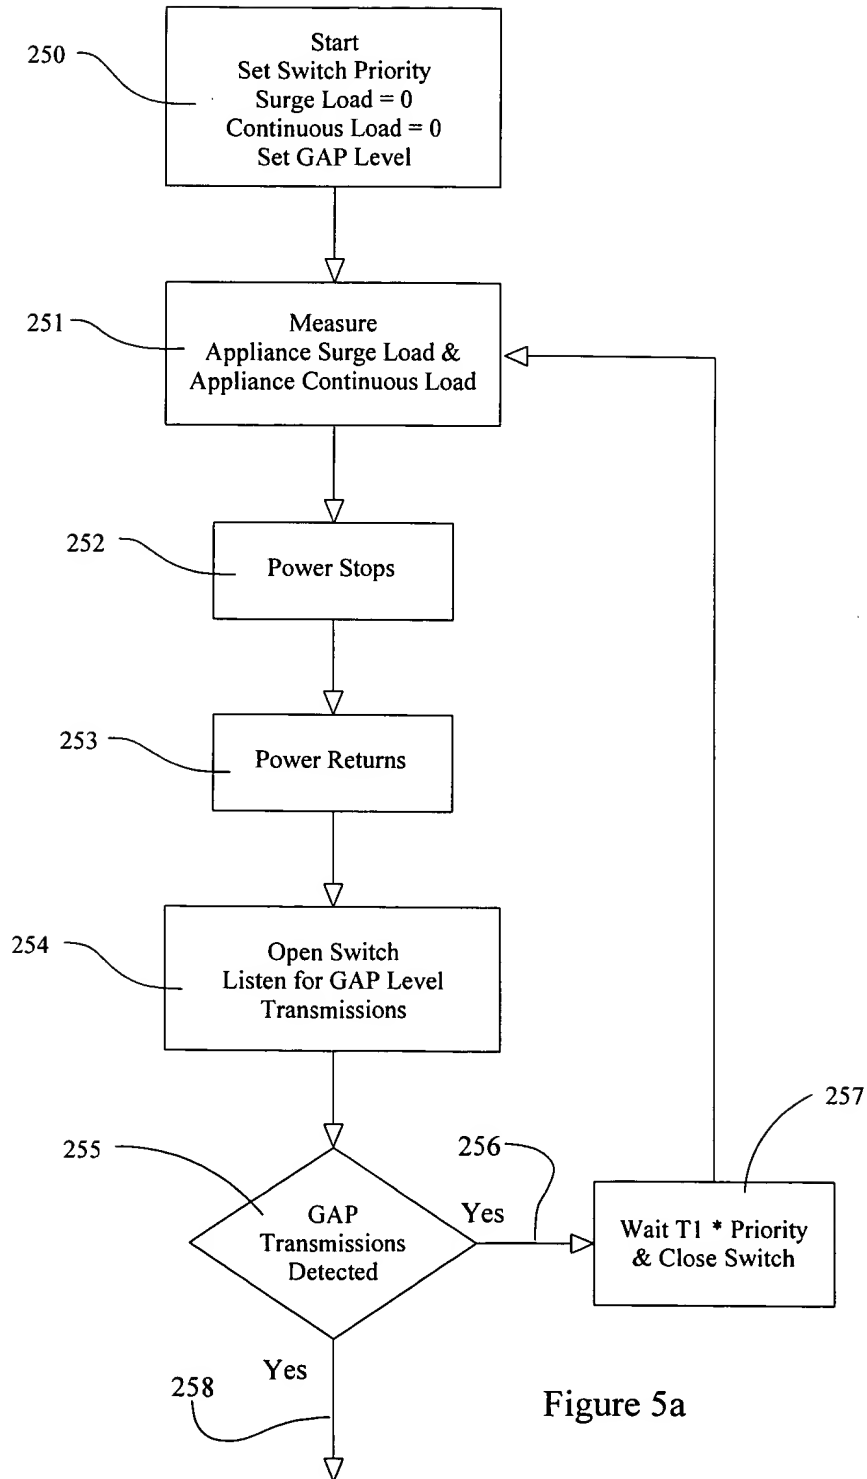 250
Start
Set Switch Priority
Surge Load = 0
Continuous Load = 0
Set GAP Level
251
Measure
Appliance Surge Load &
Appliance Continuous Load
252
Power Stops
253
Power Returns
254
Open Switch
Listen for GAP Level
Transmissions
255
GAP
Transmissions
Detected
256
Yes
257
Wait T1 * Priority
& Close Switch
Yes
258
Figure 5a